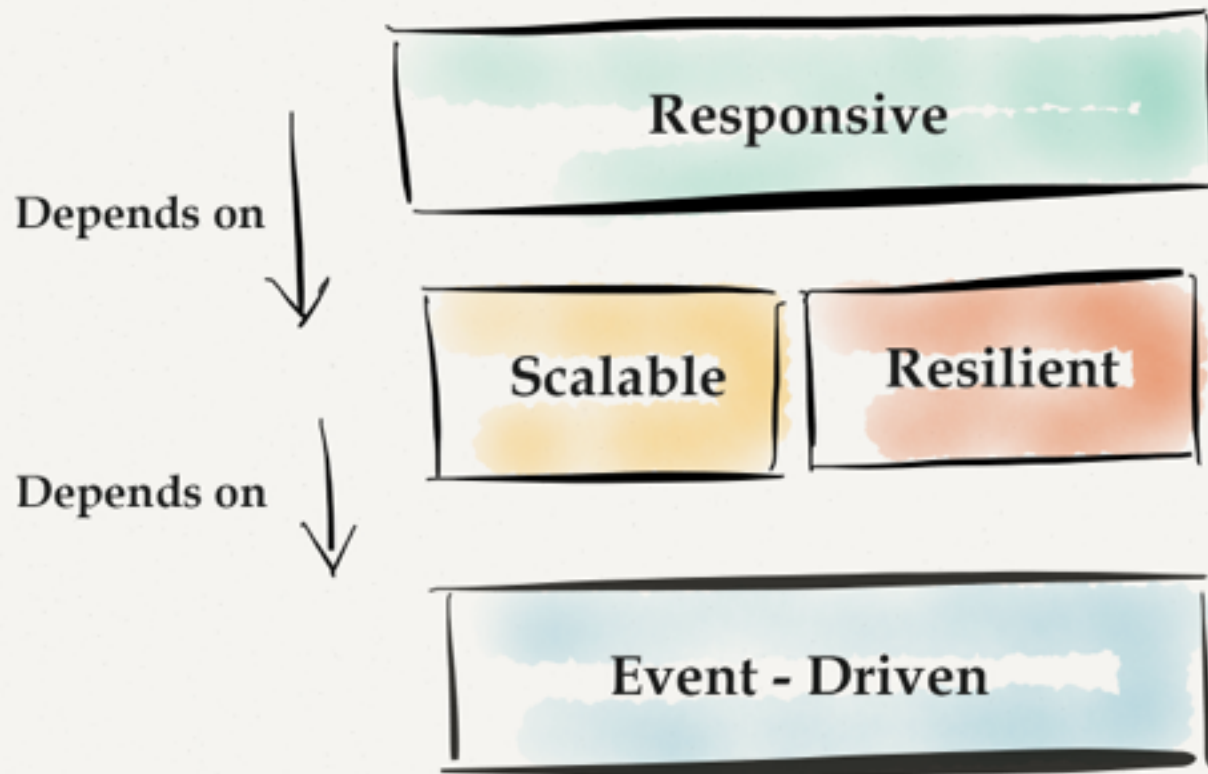 Responsive
Depends on
Scalable
Resilient
Depends on
Event - Driven